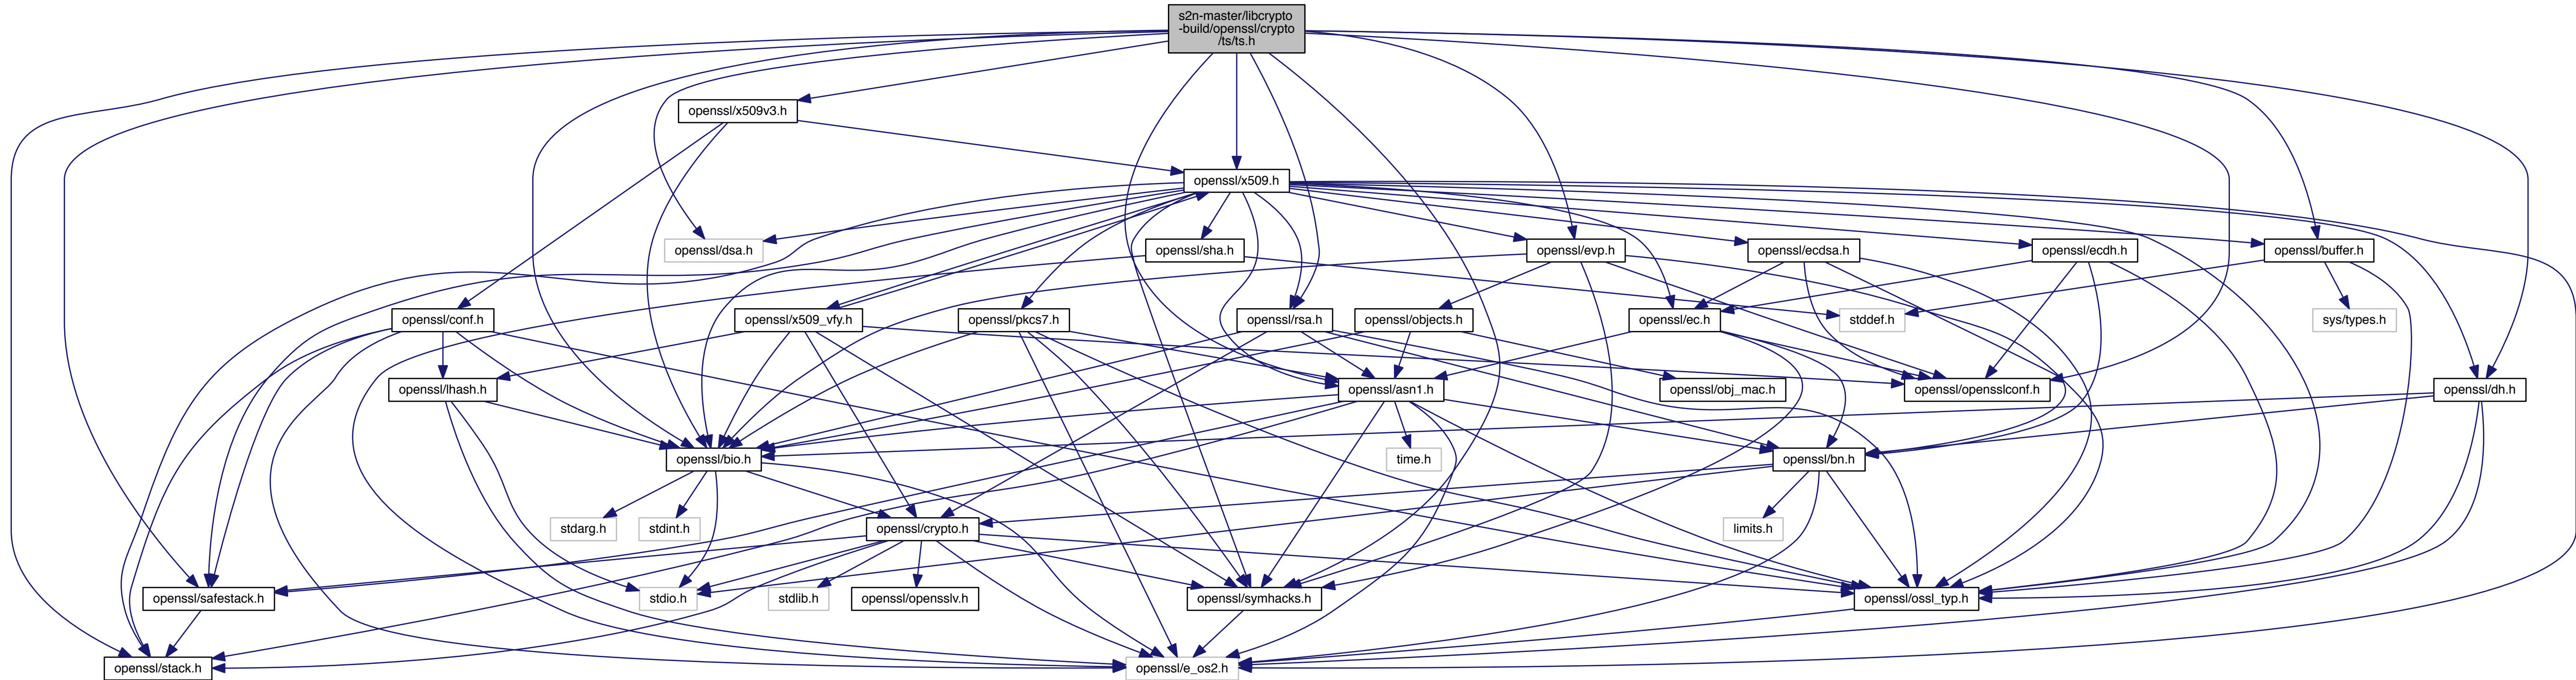 s2n-master/libcrypto
-build/openssl/crypto
/ts/ts.h
openssl/x509v3.h
openssl/x509.h
openssl/dsa.h
openssl/sha.h
openssl/evp.h
openssl/ecdsa.h
openssl/ecdh.h
openssl/buffer.h
openssl/conf.h
openssl/x509_vfy.h
openssl/pkcs7.h
openssl/rsa.h
openssl/objects.h
openssl/ec.h
stddef.h
sys/types.h
openssl/lhash.h
openssl/asn1.h
openssl/obj_mac.h
openssl/opensslconf.h
openssl/dh.h
openssl/bio.h
time.h
openssl/bn.h
stdarg.h
stdint.h
openssl/crypto.h
limits.h
openssl/safestack.h
stdio.h
stdlib.h
openssl/opensslv.h
openssl/symhacks.h
openssl/ossl_typ.h
openssl/stack.h
openssl/e_os2.h